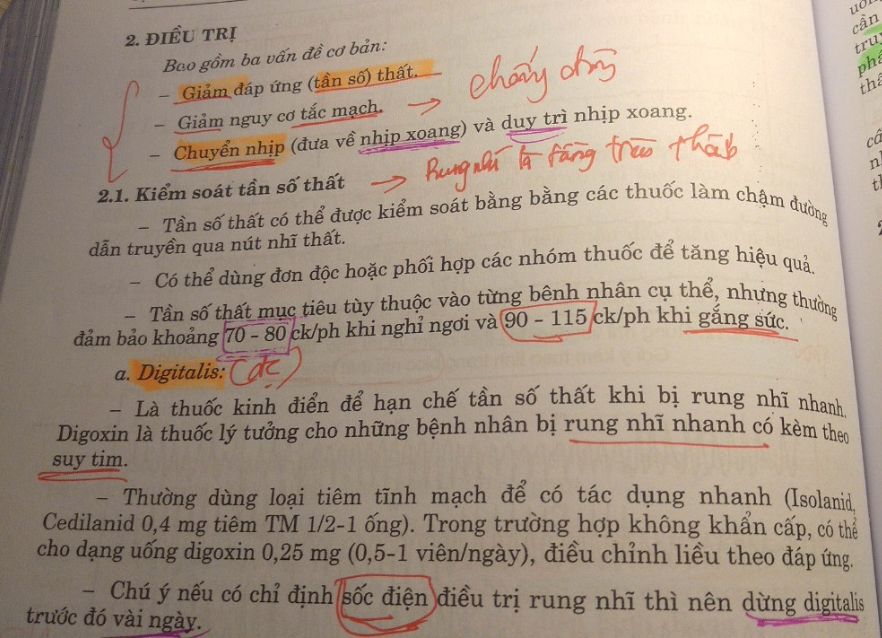 2. ĐIỀU TRỊ
Bao gồm ba vấn đề cơ bản:
– Giảm đáp ứng (tần số) thất.
– Giảm nguy cơ tắc mạch. → chống đông
– Chuyển nhịp (đưa về nhịp xoang) và duy trì nhịp xoang.
2.1. Kiểm soát tần số thất → Rung nhĩ là tầng trên thất
– Tần số thất có thể được kiểm soát bằng bằng các thuốc làm chậm đường
dẫn truyền qua nút nhĩ thất.
– Có thể dùng đơn độc hoặc phối hợp các nhóm thuốc để tăng hiệu quả.
– Tần số thất mục tiêu tùy thuộc vào từng bệnh nhân cụ thể, nhưng thường
đảm bảo khoảng 70 – 80 ck/ph khi nghỉ ngơi và 90 – 115 ck/ph khi gắng sức.
a. Digitalis:
– Là thuốc kinh điển để hạn chế tần số thất khi bị rung nhĩ nhanh.
Digoxin là thuốc lý tưởng cho những bệnh nhân bị rung nhĩ nhanh có kèm theo
suy tim.
– Thường dùng loại tiêm tĩnh mạch để có tác dụng nhanh (Isolanid,
Cedilanid 0,4 mg tiêm TM 1/2-1 ống). Trong trường hợp không khẩn cấp, có thể
cho dạng uống digoxin 0,25 mg (0,5-1 viên/ngày), điều chỉnh liều theo đáp ứng.
– Chú ý nếu có chỉ định sốc điện điều trị rung nhĩ thì nên dừng digitalis
trước đó vài ngày.
cần